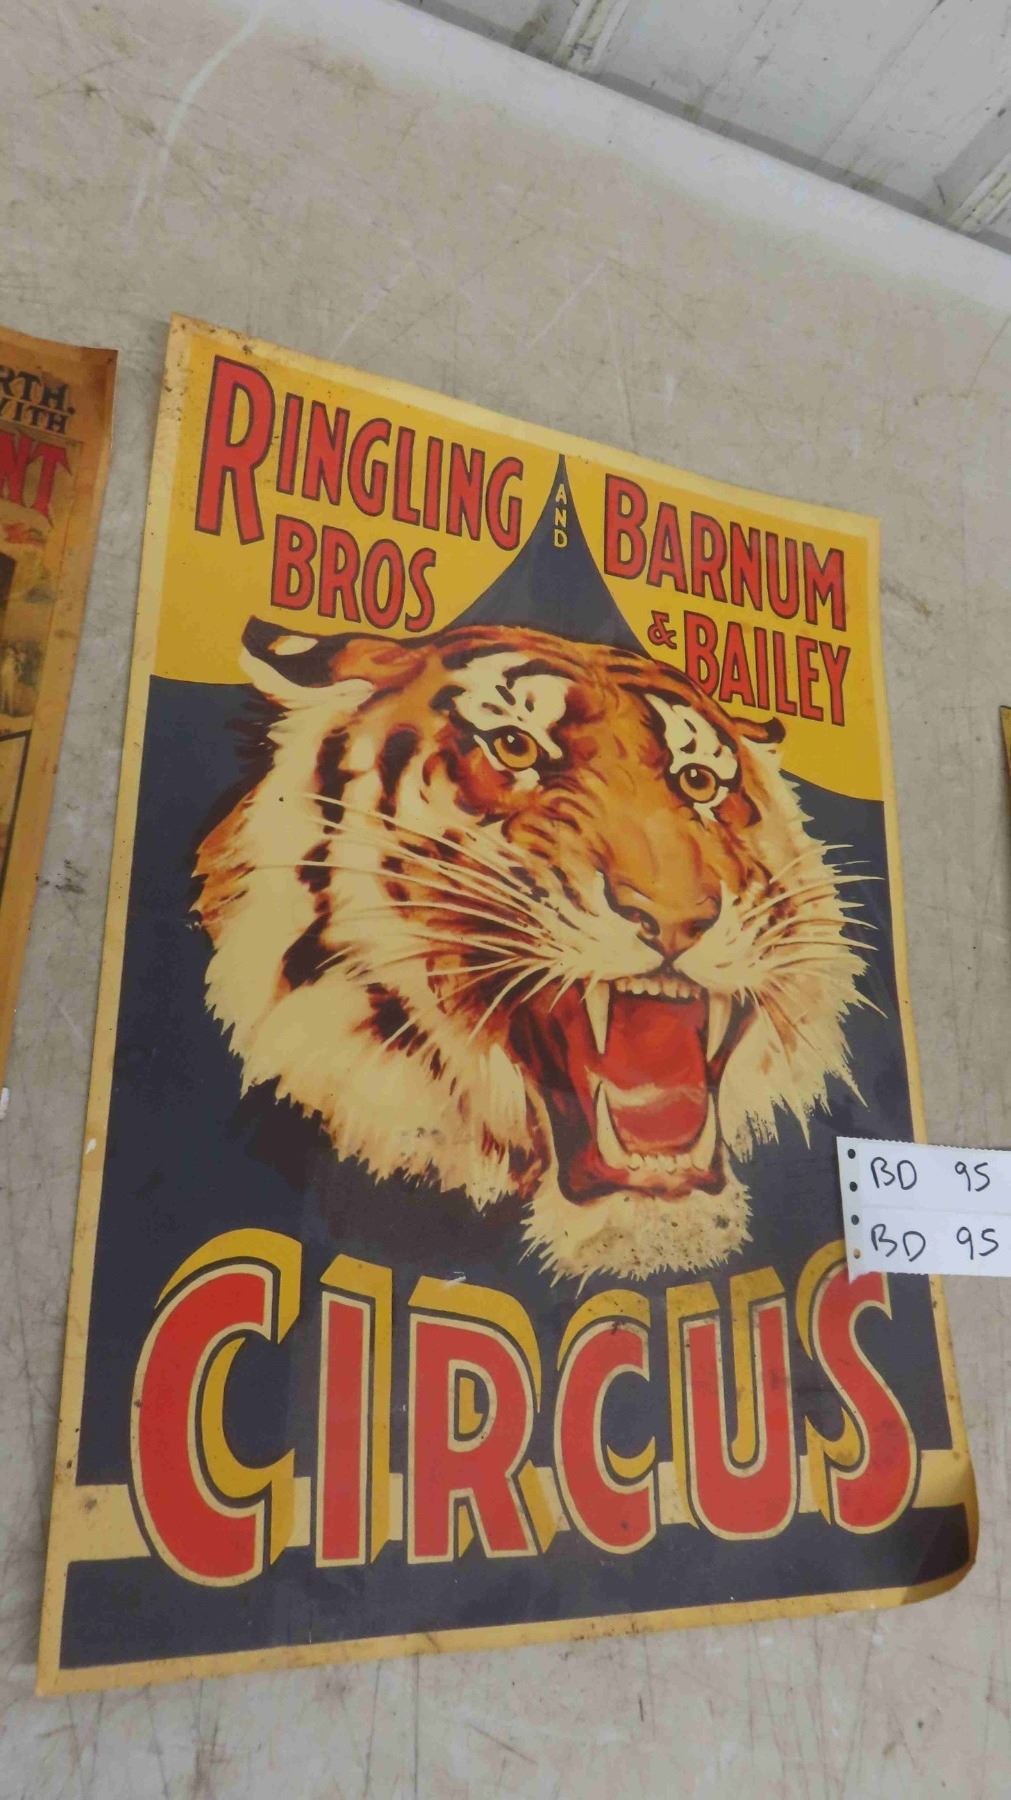 RINGLING
BROS
AND
BARNUM
& BAILEY
CIRCUS
BD 95
BD 95